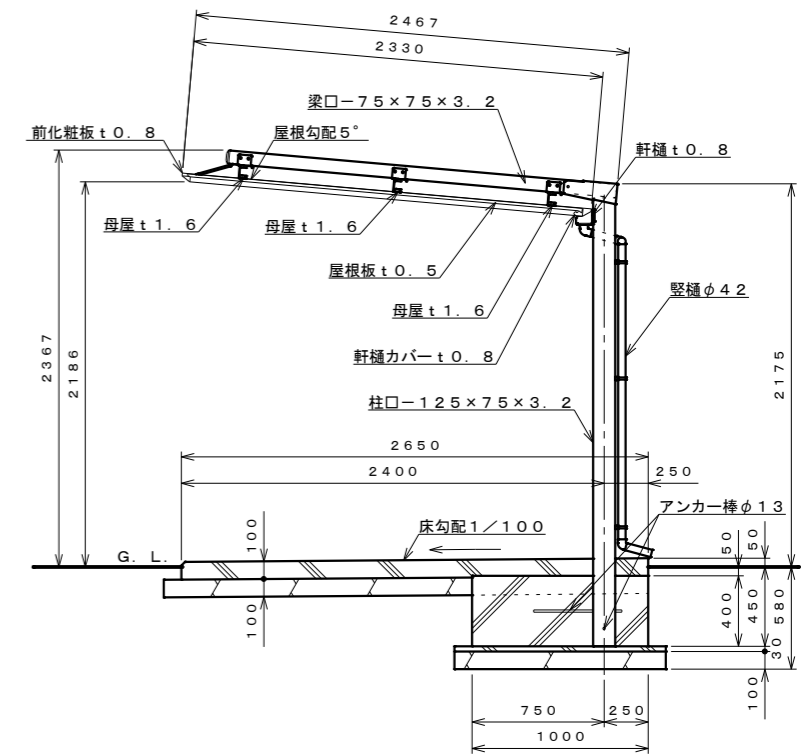 2467
2330
梁口－75×75×3．2
前化粧板t0．8
屋根勾配5°
軒樋t0．8
母屋t1．6
母屋t1．6
屋根板t0．5
竪樋φ42
母屋t1．6
軒樋カバーt0．8
2367
2186
2175
柱口－125×75×3．2
2650
2400
250
アンカー棒φ13
床勾配1／100
G．L．
100
100
50
50
400
450
580
30
100
750
250
1000